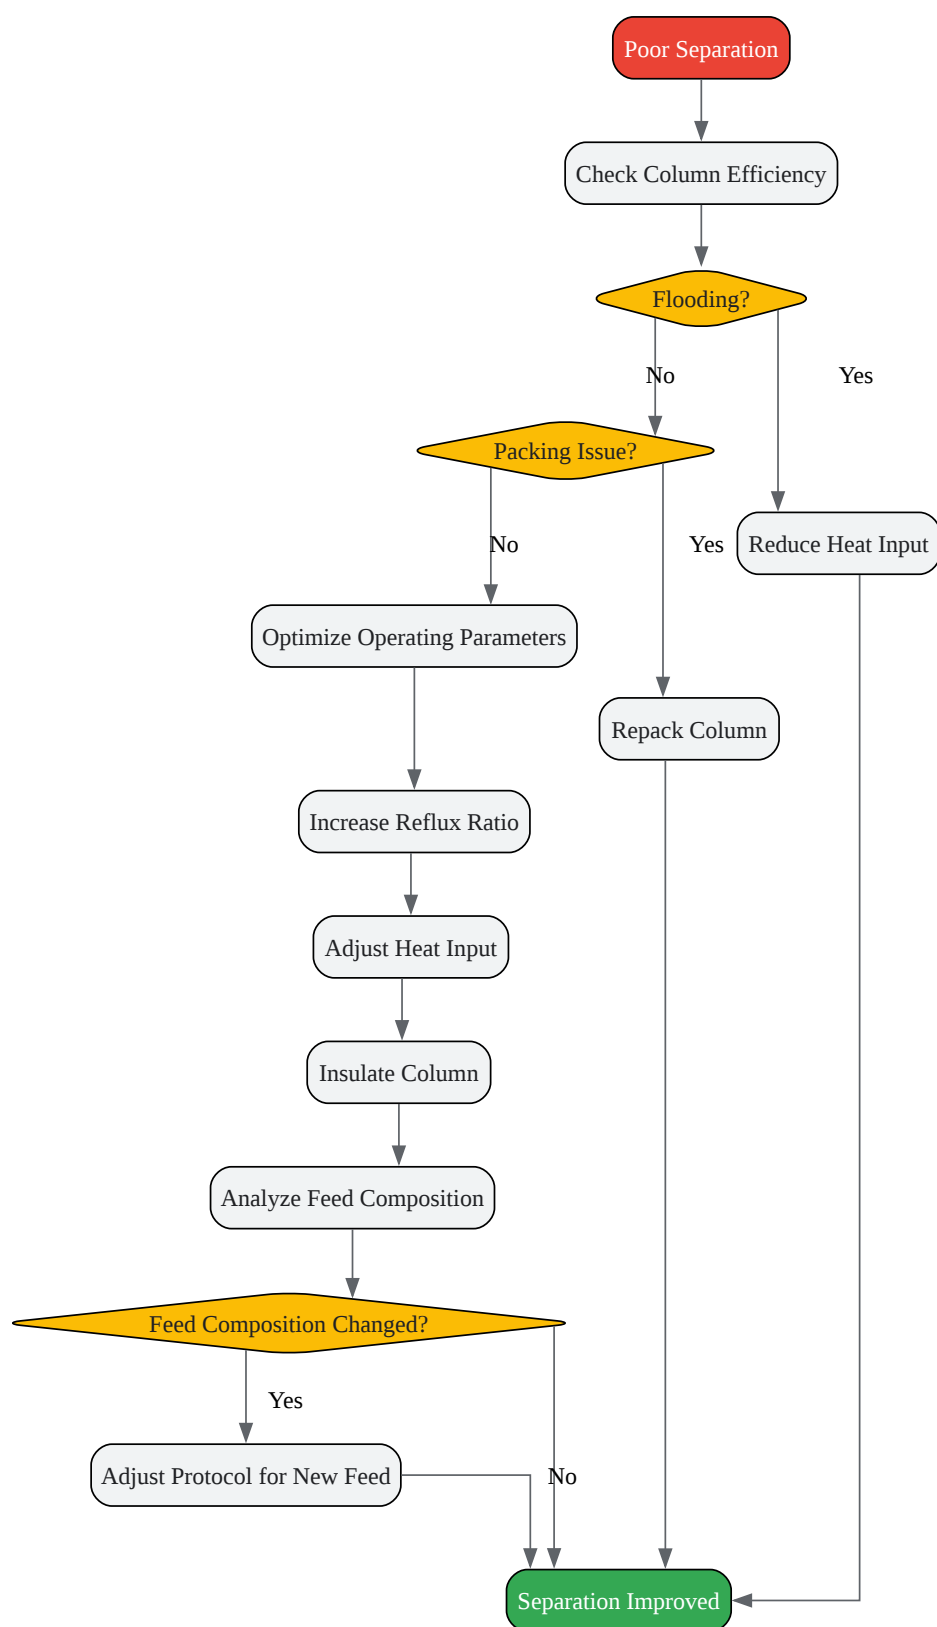 Poor Separation
Check Column Efficiency
Flooding?
No
Yes
Packing Issue?
No
Yes
Reduce Heat Input
Optimize Operating Parameters
Repack Column
Increase Reflux Ratio
Adjust Heat Input
Insulate Column
Analyze Feed Composition
Feed Composition Changed?
Yes
Adjust Protocol for New Feed
No
Separation Improved